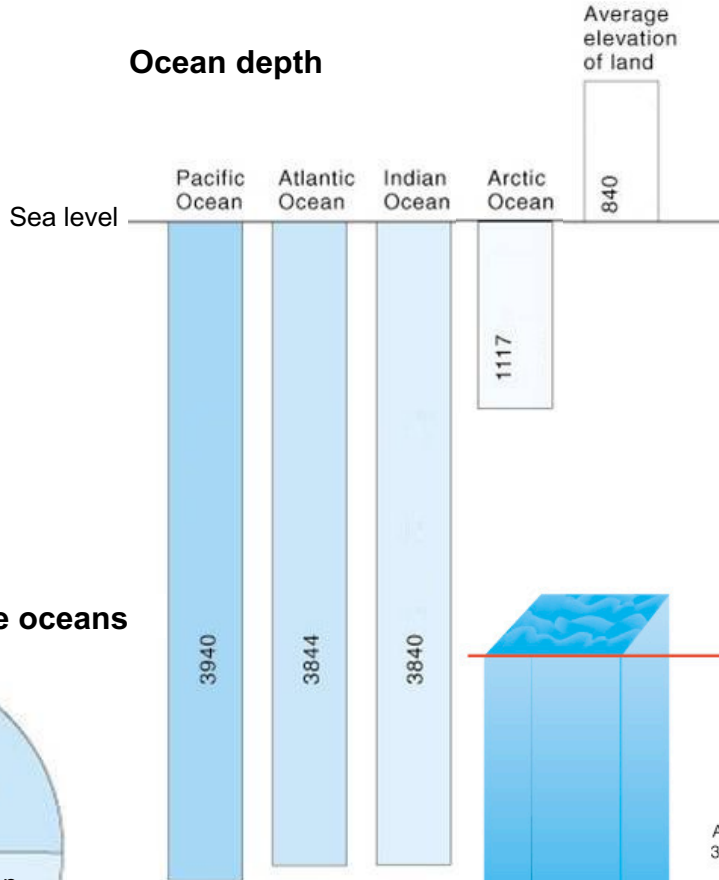 Ocean depth
Average
elevation
of land
Pacific
Ocean
Atlantic
Ocean
Indian
Ocean
Arctic
Ocean
840
Sea level
1117
oceans
3940
3844
3840